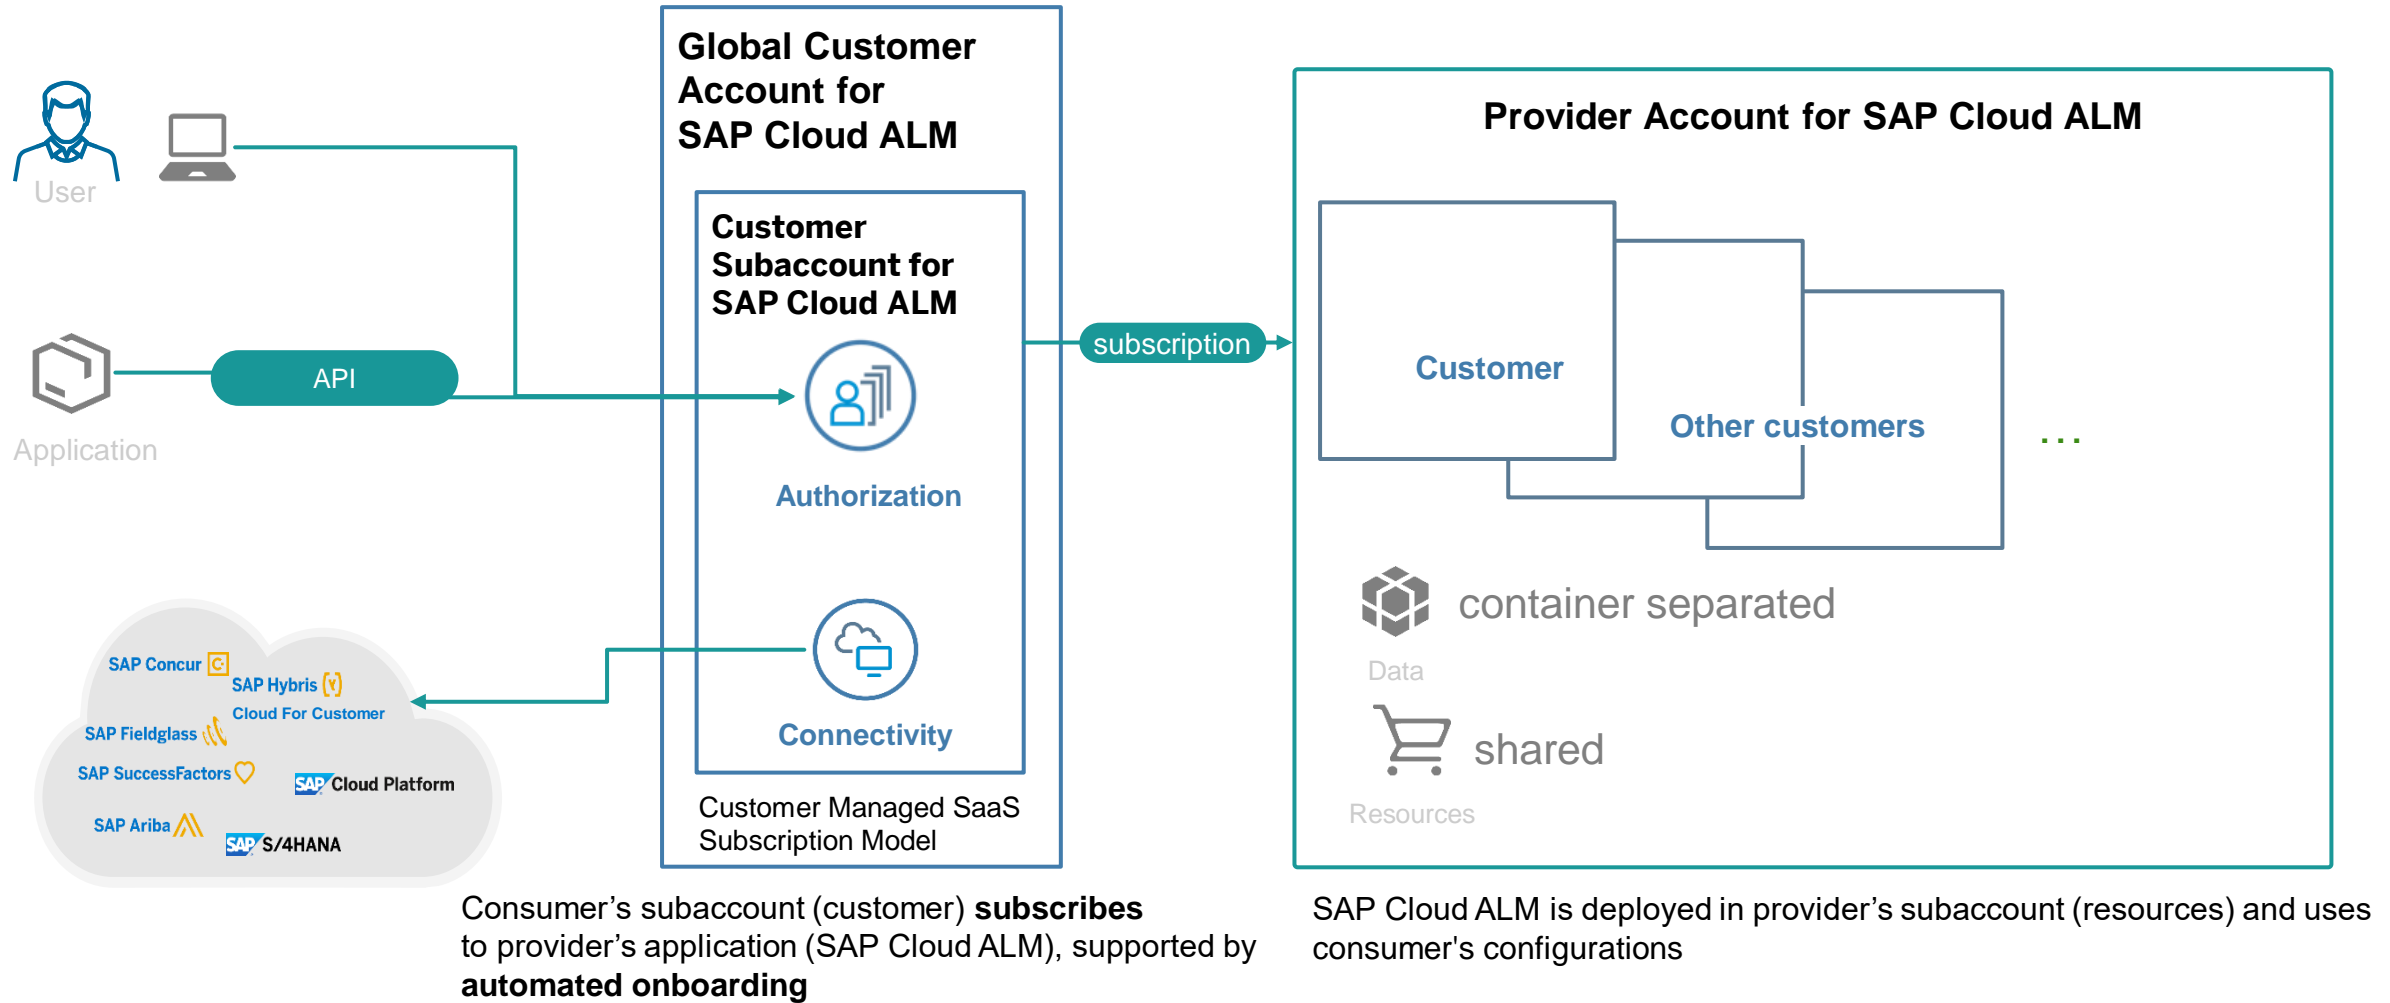 User
Application
API
Global Customer
Account for
SAP Cloud ALM
Customer
Subaccount for
SAP Cloud ALM
Authorization
Connectivity
Customer Managed SaaS
Subscription Model
subscription
Provider Account for SAP Cloud ALM
Customer
Other customers
...
container separated
Data
shared
Resources
SAP Concur
SAP Hybris
Cloud For Customer
SAP Fieldglass
SAP SuccessFactors
SAP Cloud Platform
SAP Ariba
SAP S/4HANA
Consumer’s subaccount (customer) subscribes
to provider’s application (SAP Cloud ALM), supported by
automated onboarding
SAP Cloud ALM is deployed in provider’s subaccount (resources) and uses
consumer's configurations